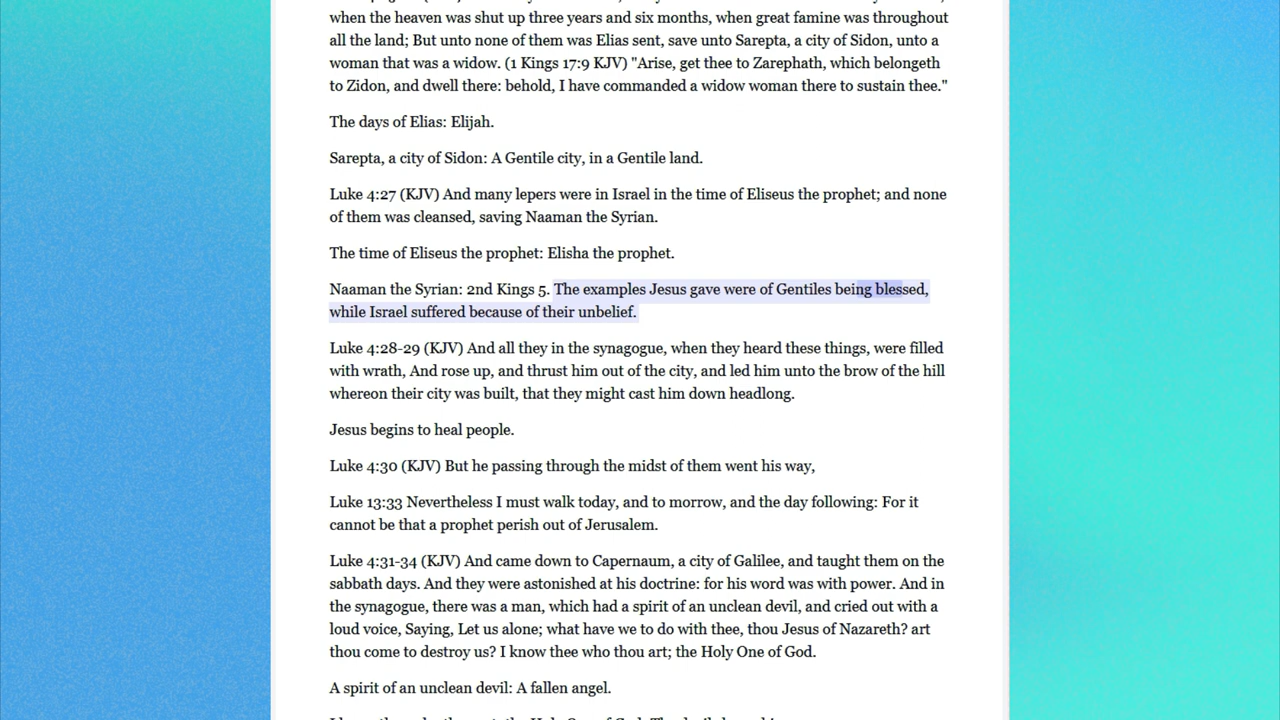 when the heaven was shut up three years and six months, when great famine was throughout
all the land; But unto none of them was Elias sent, save unto Sarepta, a city of Sidon, unto a
woman that was a widow. (1 Kings 17:9 KJV) "Arise, get thee to Zarephath, which belongeth
to Zidon, and dwell there: behold, I have commanded a widow woman there to sustain thee."
The days of Elias: Elijah.
Sarepta, a city of Sidon: A Gentile city, in a Gentile land.
Luke 4:27 (KJV) And many lepers were in Israel in the time of Eliseus the prophet; and none
of them was cleansed, saving Naaman the Syrian.
The time of Eliseus the prophet: Elisha the prophet.
Naaman the Syrian: 2nd Kings 5. The examples Jesus gave were of Gentiles being blessed,
while Israel suffered because of their unbelief.
Luke 4:28-29 (KJV) And all they in the synagogue, when they heard these things, were filled
with wrath, And rose up, and thrust him out of the city, and led him unto the brow of the hill
whereon their city was built, that they might cast him down headlong.
Jesus begins to heal people.
Luke 4:30 (KJV) But he passing through the midst of them went his way,
Luke 13:33 Nevertheless I must walk today, and to morrow, and the day following: For it
cannot be that a prophet perish out of Jerusalem.
Luke 4:31-34 (KJV) And came down to Capernaum, a city of Galilee, and taught them on the
sabbath days. And they were astonished at his doctrine: for his word was with power. And in
the synagogue, there was a man, which had a spirit of an unclean devil, and cried out with a
loud voice, Saying, Let us alone; what have we to do with thee, thou Jesus of Nazareth? art
thou come to destroy us? I know thee who thou art; the Holy One of God.
A spirit of an unclean devil: A fallen angel.